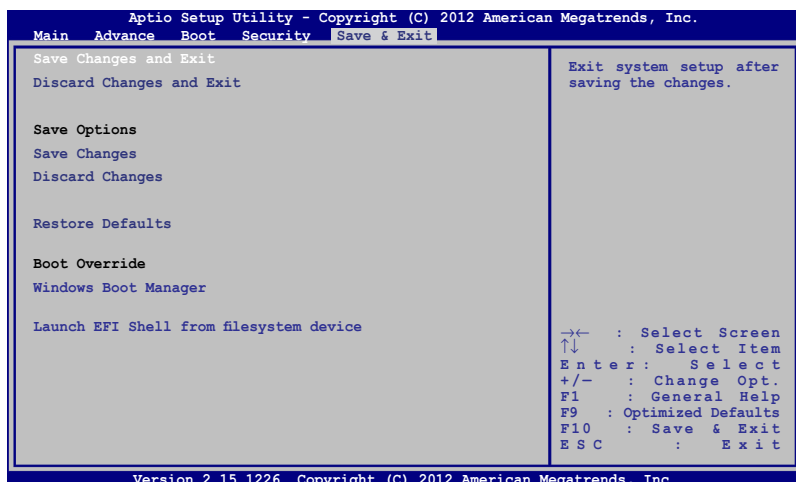 Aptio Setup Utility - Copyright (C) 2012 American Megatrends, Inc.
Main Advance Boot Security Save & Exit
Save Changes and Exit
Discard Changes and Exit
Save Options
Save Changes
Discard Changes
Restore Defaults
Boot Override
Windows Boot Manager
Launch EFI Shell from filesystem device
Exit system setup after
saving the changes.
→← : Select Screen
↑↓ : Select Item
Enter: Select
+/— : Change Opt.
F1 : General Help
F9 : Optimized Defaults
F10 : Save & Exit
ESC : Exit
Version 2.15.1226. Copyright (C) 2012 American Megatrends, Inc.